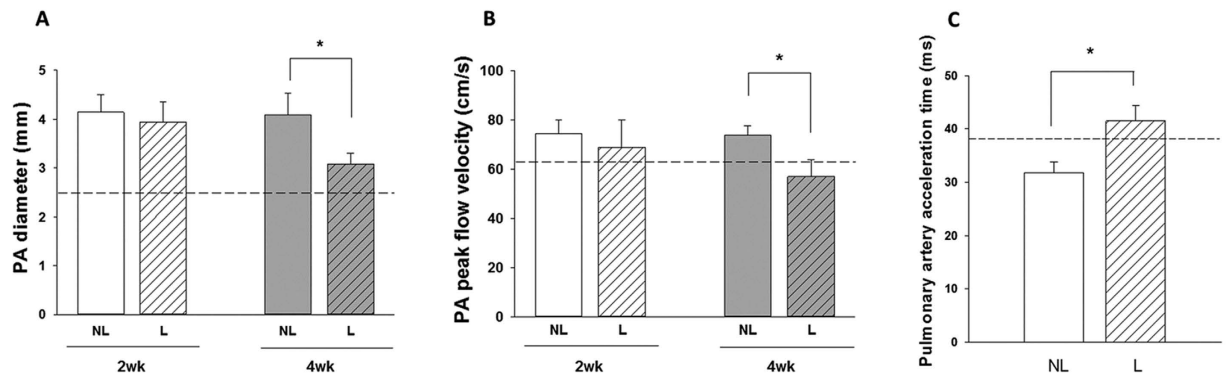 A
PA diameter (mm)
5
4
3
2
1
0
*
NL
L
NL
L
2wk
4wk
B
PA peak flow velocity (cm/s)
100
80
60
40
20
0
*
NL
L
NL
L
2wk
4wk
C
Pulmonary artery acceleration time (ms)
50
40
30
20
10
0
*
NL
L